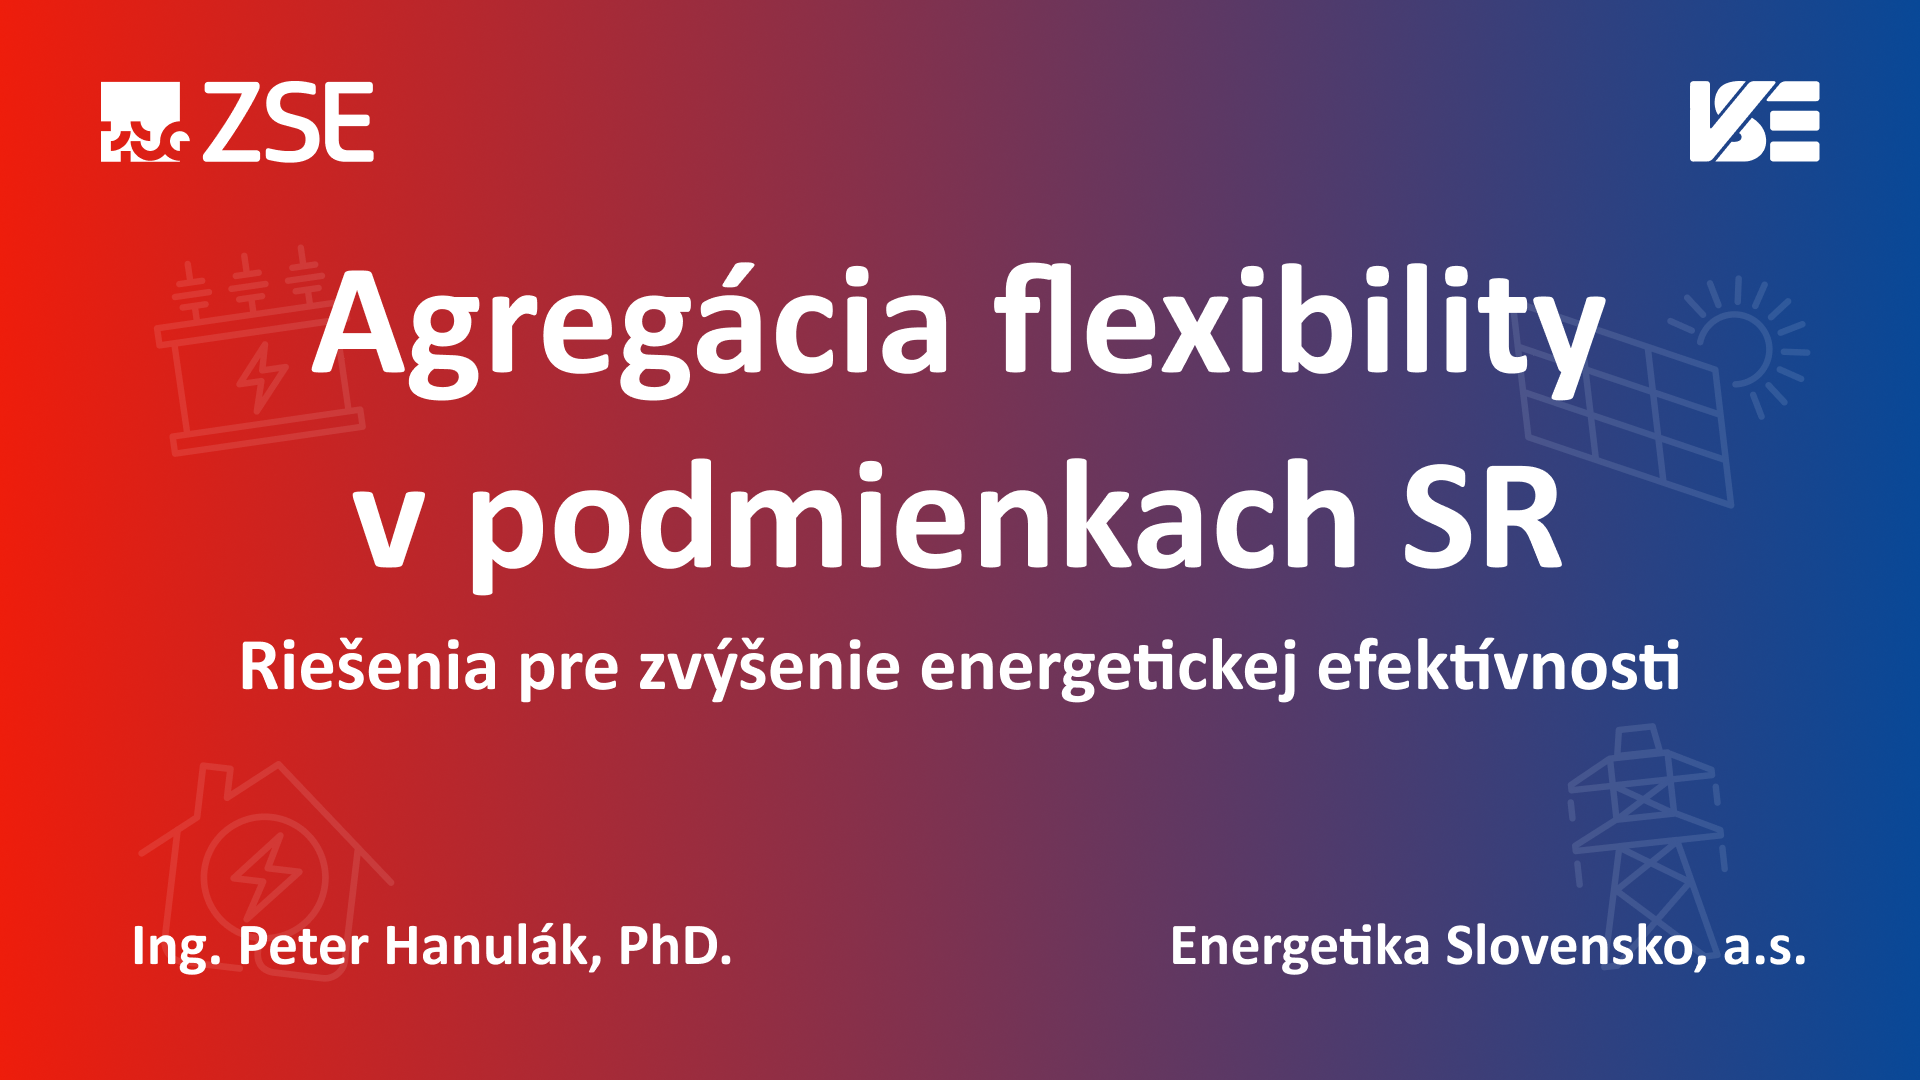 ZSE
VSE
Agregácia flexibility
v podmienkach SR
Riešenia pre zvýšenie energetickej efektívnosti
Ing. Peter Hanulák, PhD.
Energetika Slovensko, a.s.